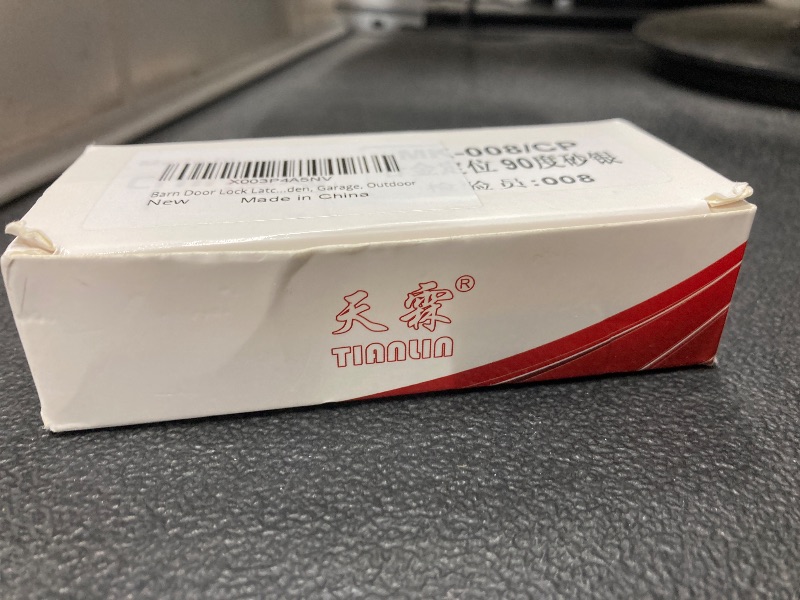 X003P4A5NV
Barn Door Lock Latc...den, Garage, Outdoor
New Made in China
-008/CP
位 90度砂银
员:008
天霖®
TIANLIN